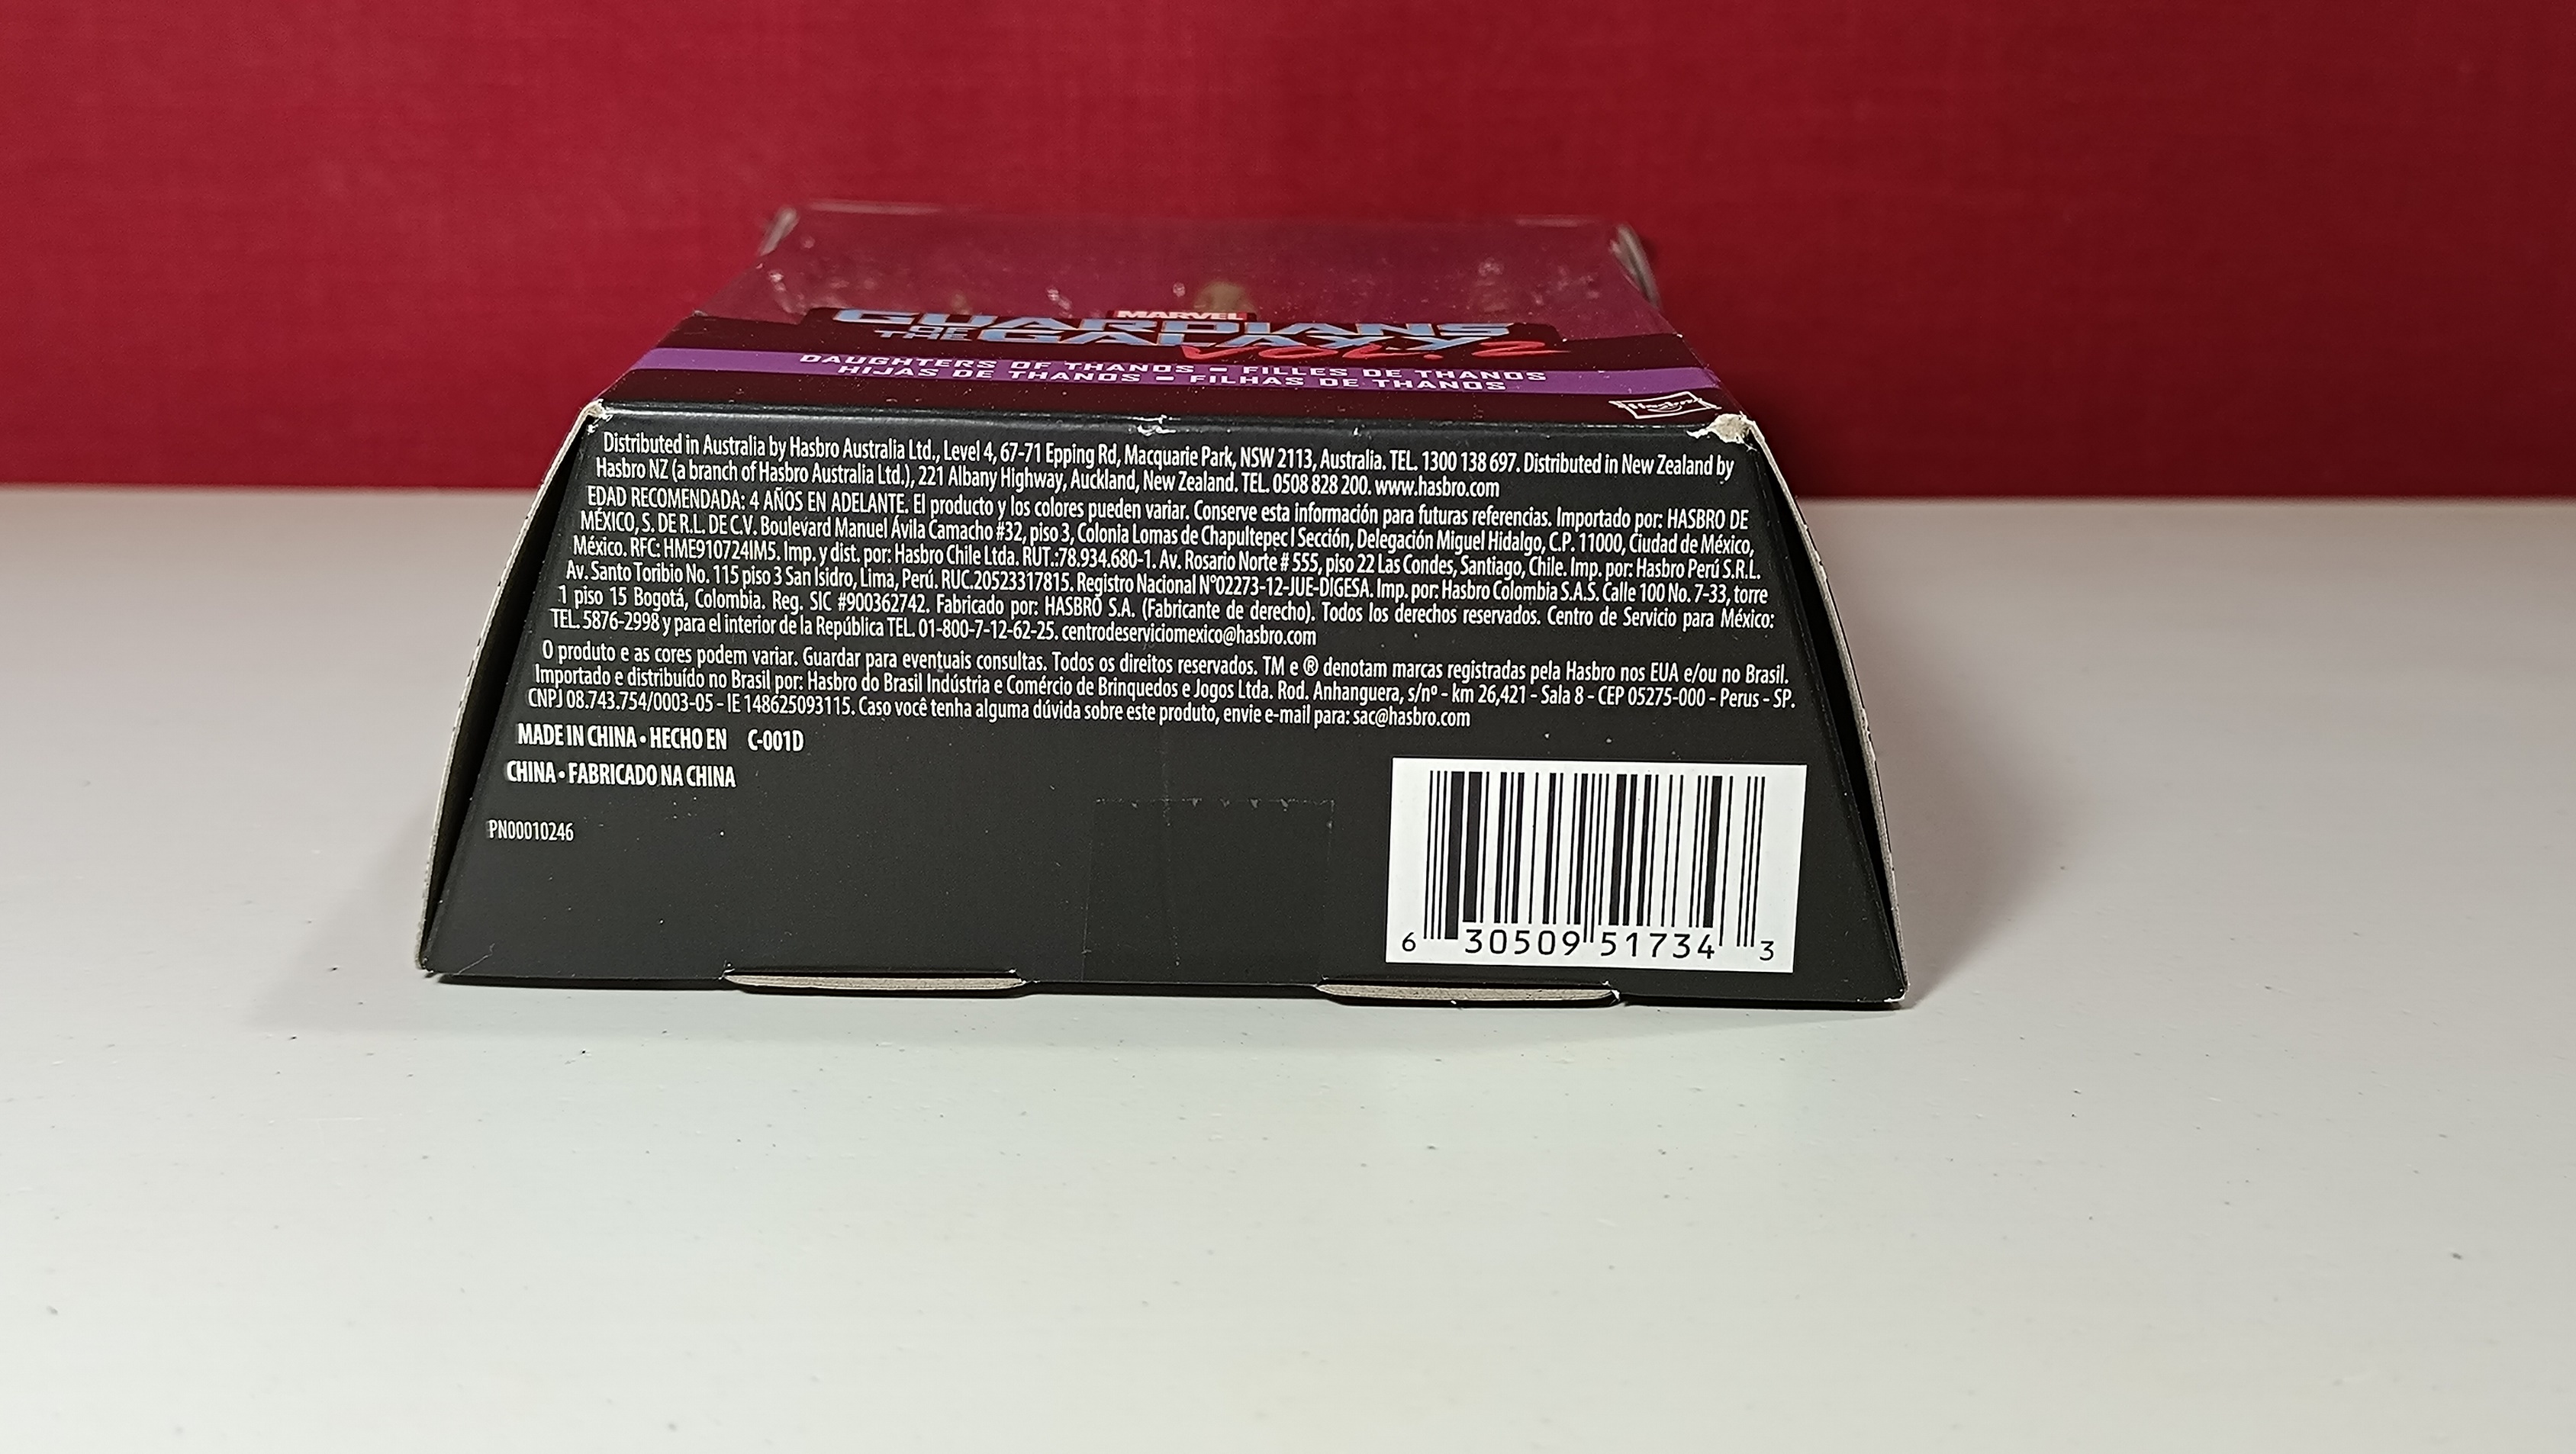 MARVEL
GUARDIANS
OF
THE GALAXY
VOL. 2
DAUGHTERS OF THANOS - FILLES DE THANOS
HIJAS DE THANOS - FILHAS DE THANOS
Hasbro
Distributed in Australia by Hasbro Australia Ltd., Level 4, 67-71 Epping Rd, Macquarie Park, NSW 2113, Australia. TEL. 1300 138 697. Distributed in New Zealand by
Hasbro NZ (a branch of Hasbro Australia Ltd.), 221 Albany Highway, Auckland, New Zealand. TEL. 0508 828 200. www.hasbro.com
EDAD RECOMENDADA: 4 AÑOS EN ADELANTE. El producto y los colores pueden variar. Conserve esta información para futuras referencias. Importado por: HASBRO DE
MÉXICO, S. DE R.L. DE C.V. Boulevard Manuel Ávila Camacho #32, piso 3, Colonia Lomas de Chapultepec I Sección, Delegación Miguel Hidalgo, C.P. 11000, Ciudad de México,
México. RFC: HME910724IM5. Imp. y dist. por: Hasbro Chile Ltda. RUT.:78.934.680-1. Av. Rosario Norte # 555, piso 22 Las Condes, Santiago, Chile. Imp. por: Hasbro Perú S.R.L.
Av. Santo Toribio No. 115 piso 3 San Isidro, Lima, Perú. RUC.20523317815. Registro Nacional N°02273-12-JUE-DIGESA. Imp. por: Hasbro Colombia S.A.S. Calle 100 No. 7-33, torre
1 piso 15 Bogotá, Colombia. Reg. SIC #900362742. Fabricado por: HASBRO S.A. (Fabricante de derecho). Todos los derechos reservados. Centro de Servicio para México:
TEL. 5876-2998 y para el interior de la República TEL. 01-800-7-12-62-25. centrodeserviciomexico@hasbro.com
O produto e as cores podem variar. Guardar para eventuais consultas. Todos os direitos reservados. TM e ® denotam marcas registradas pela Hasbro nos EUA e/ou no Brasil.
Importado e distribuído no Brasil por: Hasbro do Brasil Indústria e Comércio de Brinquedos e Jogos Ltda. Rod. Anhanguera, s/nº - km 26,421 - Sala 8 - CEP 05275-000 - Perus - SP.
CNPJ 08.743.754/0003-05 - IE 148625093115. Caso você tenha alguma dúvida sobre este produto, envie e-mail para: sac@hasbro.com
MADE IN CHINA • HECHO EN C-001D
CHINA • FABRICADO NA CHINA
PN00010246
6 30509 51734 3